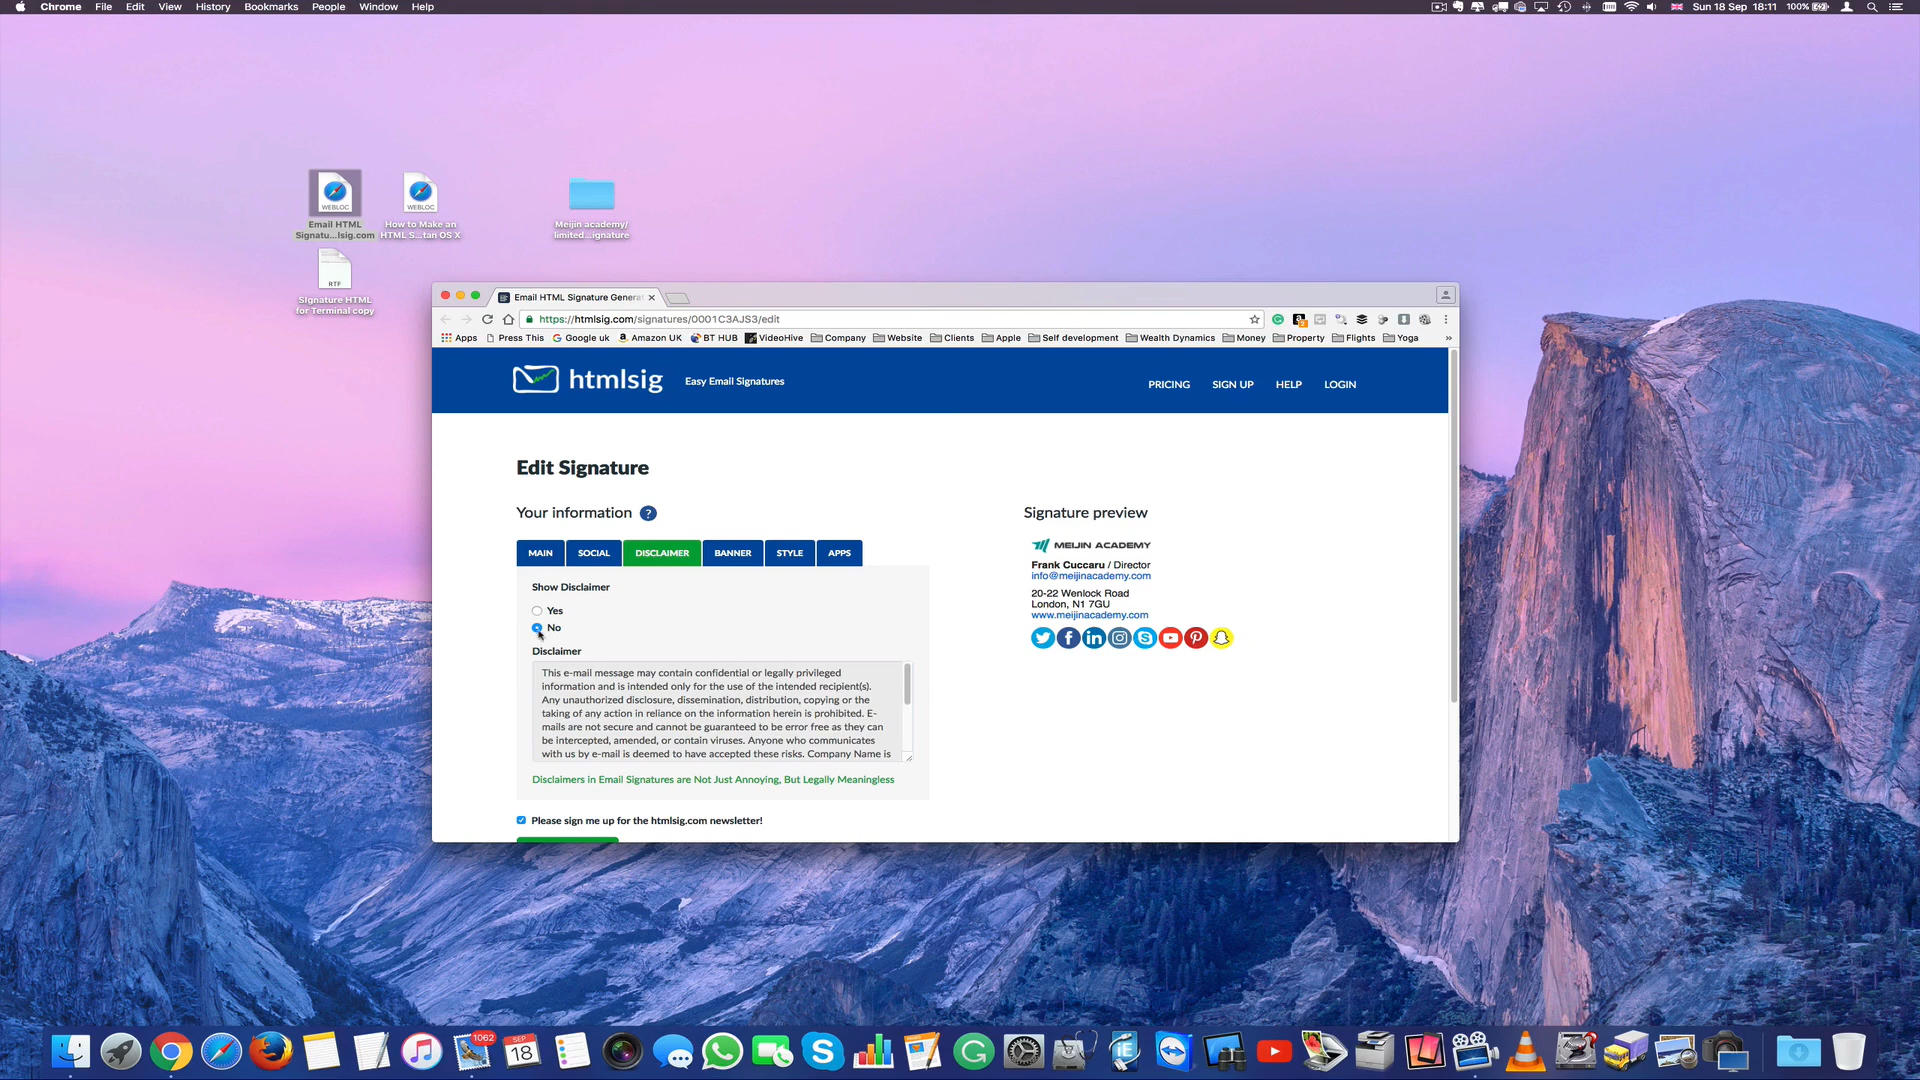 Chrome File Edit View History Bookmarks People Window Help
Sun 18 Sep 18:11 100%
WEBLOC
Email HTML
Signatu...lsig.com
WEBLOC
How to Make an
HTML S...tan OS X
Meijin academy/
limited...ignature
RTF
SIgnature HTML
for Terminal copy
Email HTML Signature Genera
https://htmlsig.com/signatures/0001C3AJS3/edit
Apps Press This Google uk Amazon UK BT HUB VideoHive Company Website Clients Apple Self development Wealth Dynamics Money Property Flights Yoga »
htmlsig Easy Email Signatures PRICING SIGN UP HELP LOGIN
Edit Signature
Your information ?
MAIN SOCIAL DISCLAIMER BANNER STYLE APPS
Show Disclaimer
Yes
No
Disclaimer
This e-mail message may contain confidential or legally privileged
information and is intended only for the use of the intended recipient(s).
Any unauthorized disclosure, dissemination, distribution, copying or the
taking of any action in reliance on the information herein is prohibited. E-
mails are not secure and cannot be guaranteed to be error free as they can
be intercepted, amended, or contain viruses. Anyone who communicates
with us by e-mail is deemed to have accepted these risks. Company Name is
Disclaimers in Email Signatures are Not Just Annoying, But Legally Meaningless
Please sign me up for the htmlsig.com newsletter!
Signature preview
MEIJIN ACADEMY
Frank Cuccaru / Director
info@meijinacademy.com
20-22 Wenlock Road
London, N1 7GU
www.meijinacademy.com
1062
SEP
18